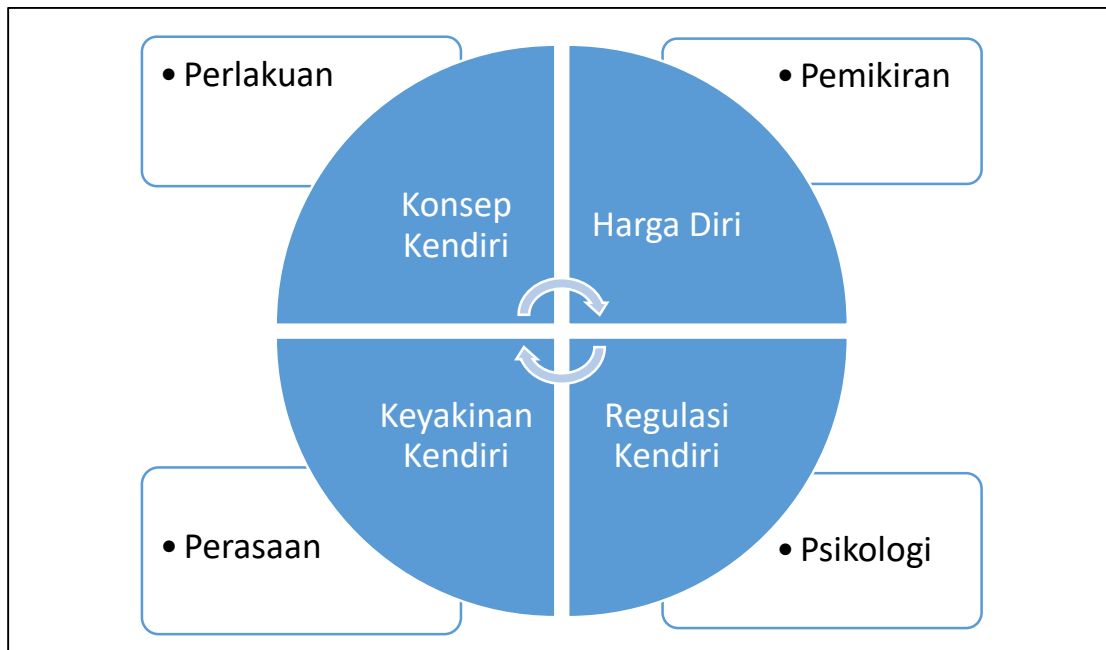 • Perlakuan
• Pemikiran
Konsep
Kendiri
Harga Diri
Keyakinan
Kendiri
Regulasi
Kendiri
• Perasaan
• Psikologi